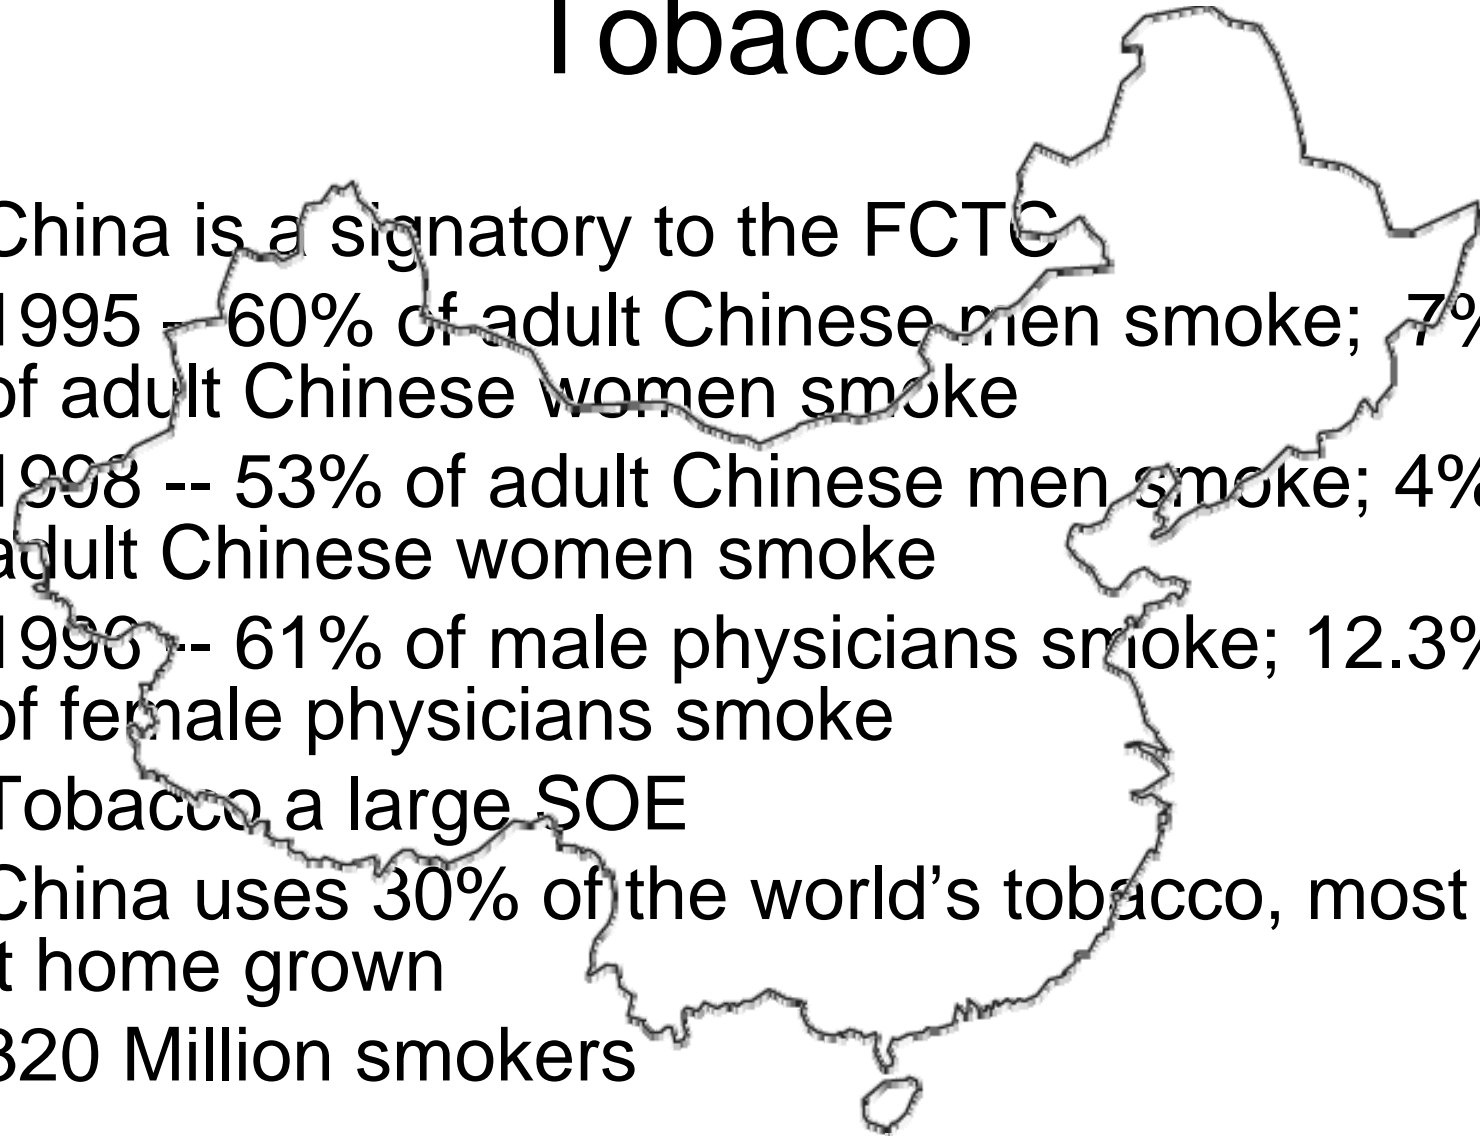 Tobacco
China is a signatory to the FCTC
1995 -- 60% of adult Chinese men smoke; 7%
of adult Chinese women smoke
1998 -- 53% of adult Chinese men smoke; 4%
adult Chinese women smoke
1996 -- 61% of male physicians smoke; 12.3%
of female physicians smoke
Tobacco a large SOE
China uses 30% of the world’s tobacco, most
t home grown
320 Million smokers